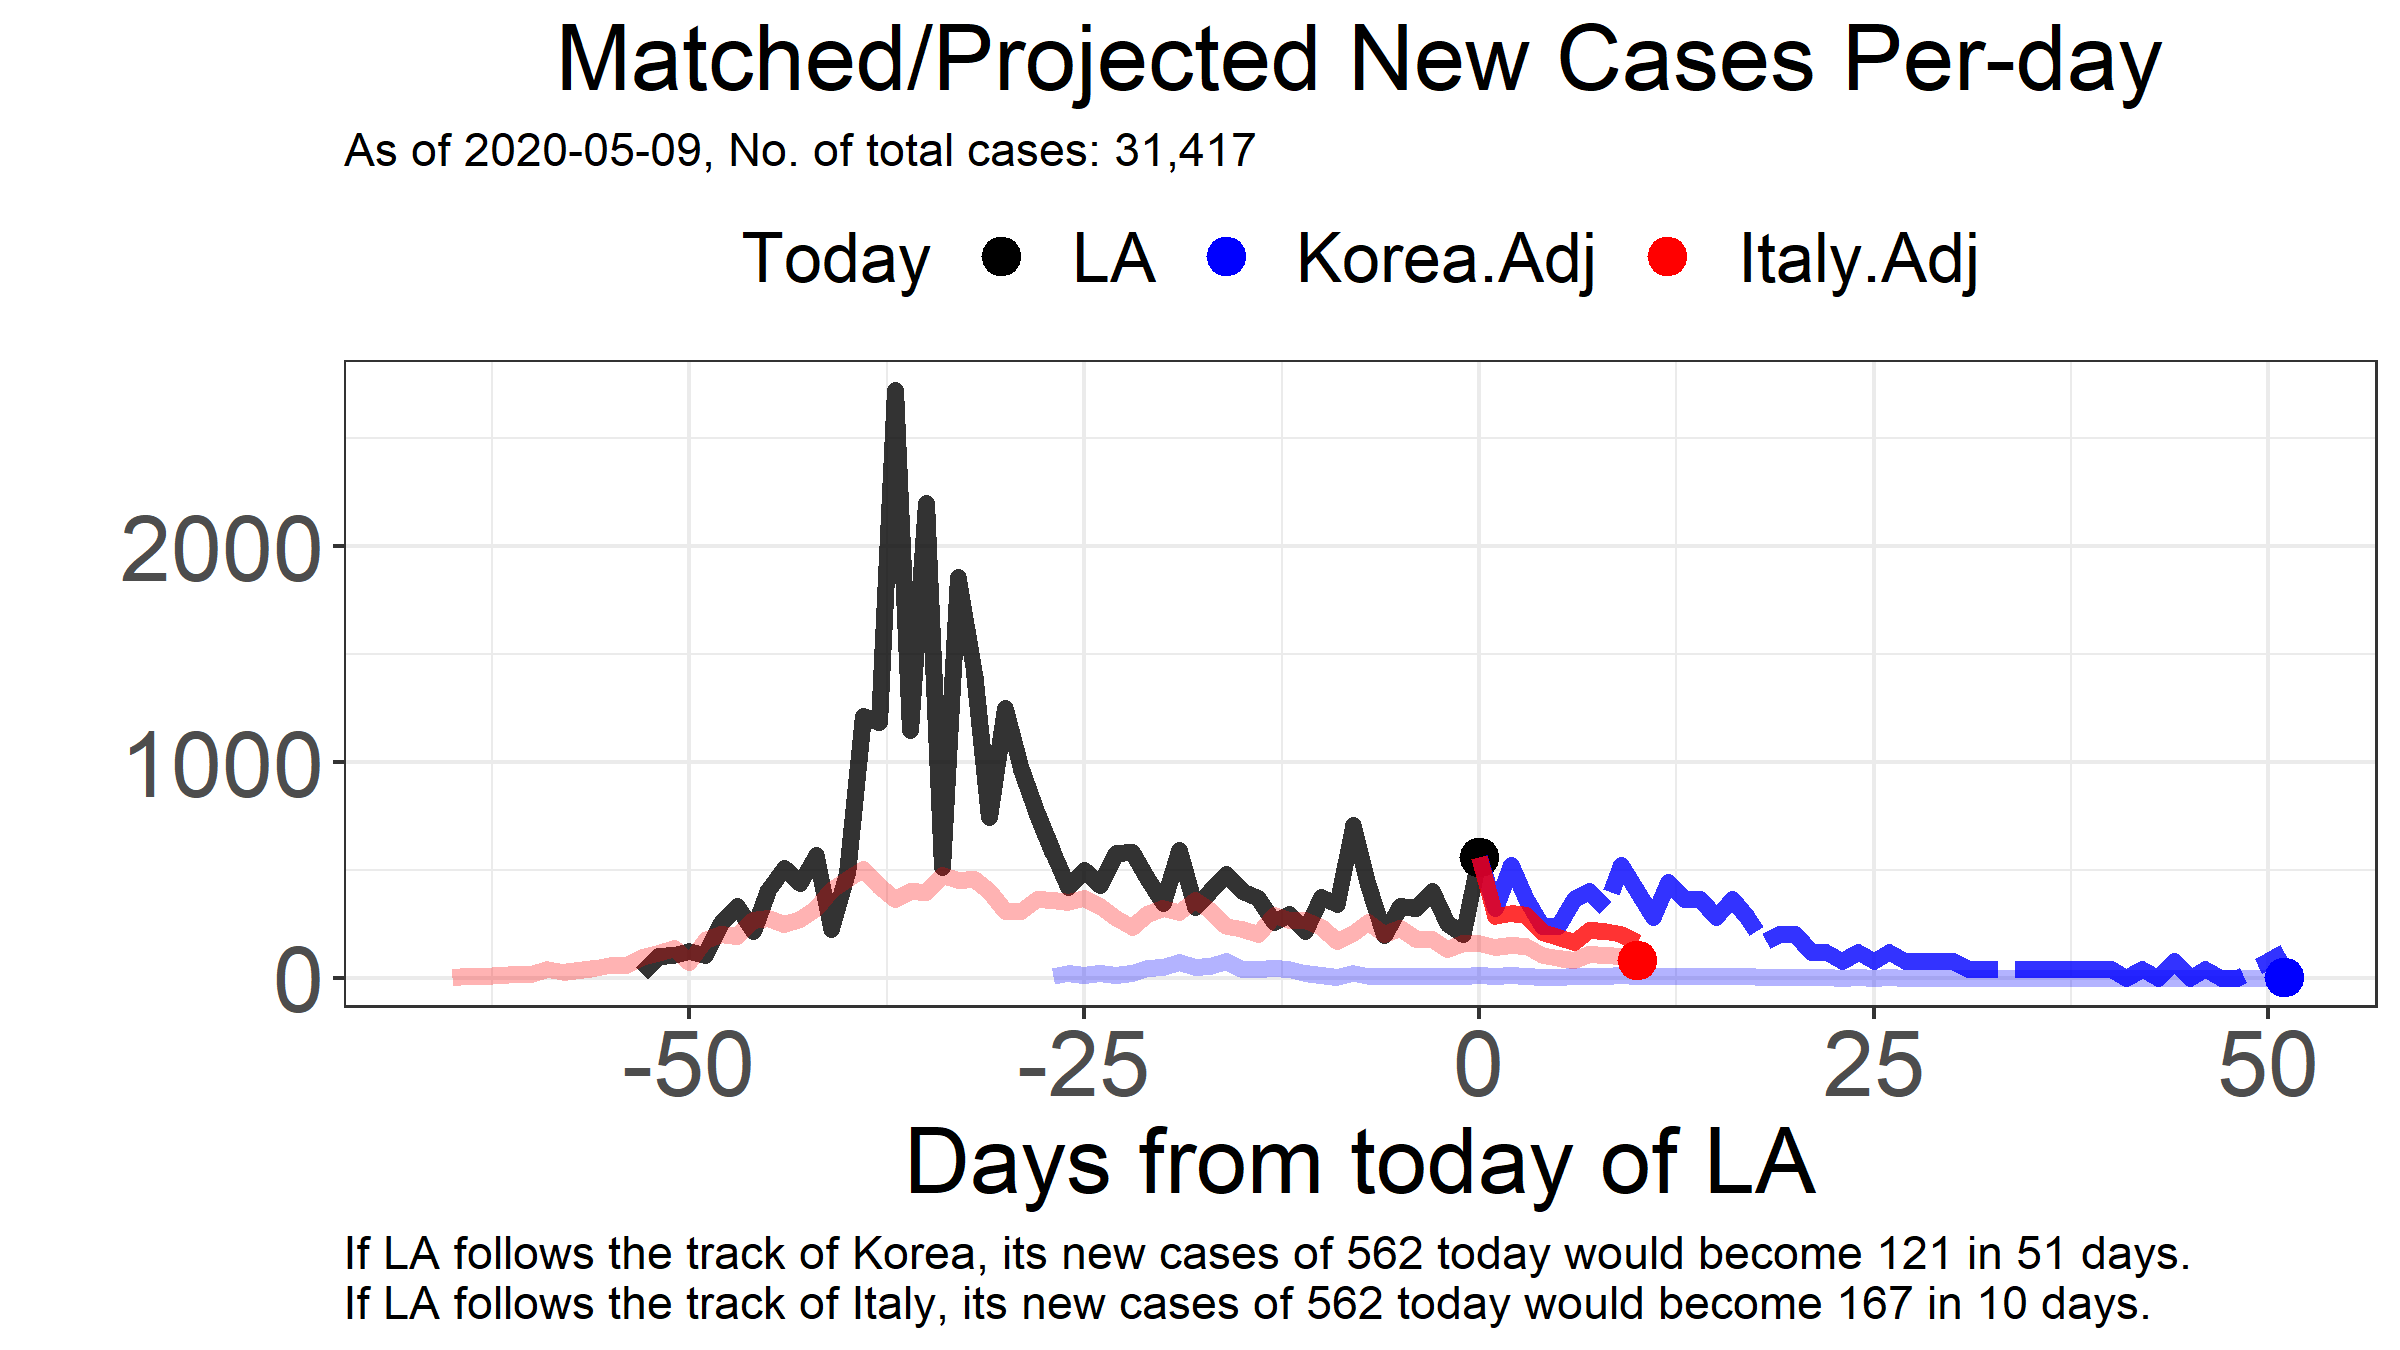 Matched/Projected New Cases Per-day
As of 2020-05-09, No. of total cases: 31,417
Today LA Korea.Adj Italy.Adj
2000
1000
0
-50 -25 0 25 50
Days from today of LA
If LA follows the track of Korea, its new cases of 562 today would become 121 in 51 days.
If LA follows the track of Italy, its new cases of 562 today would become 167 in 10 days.